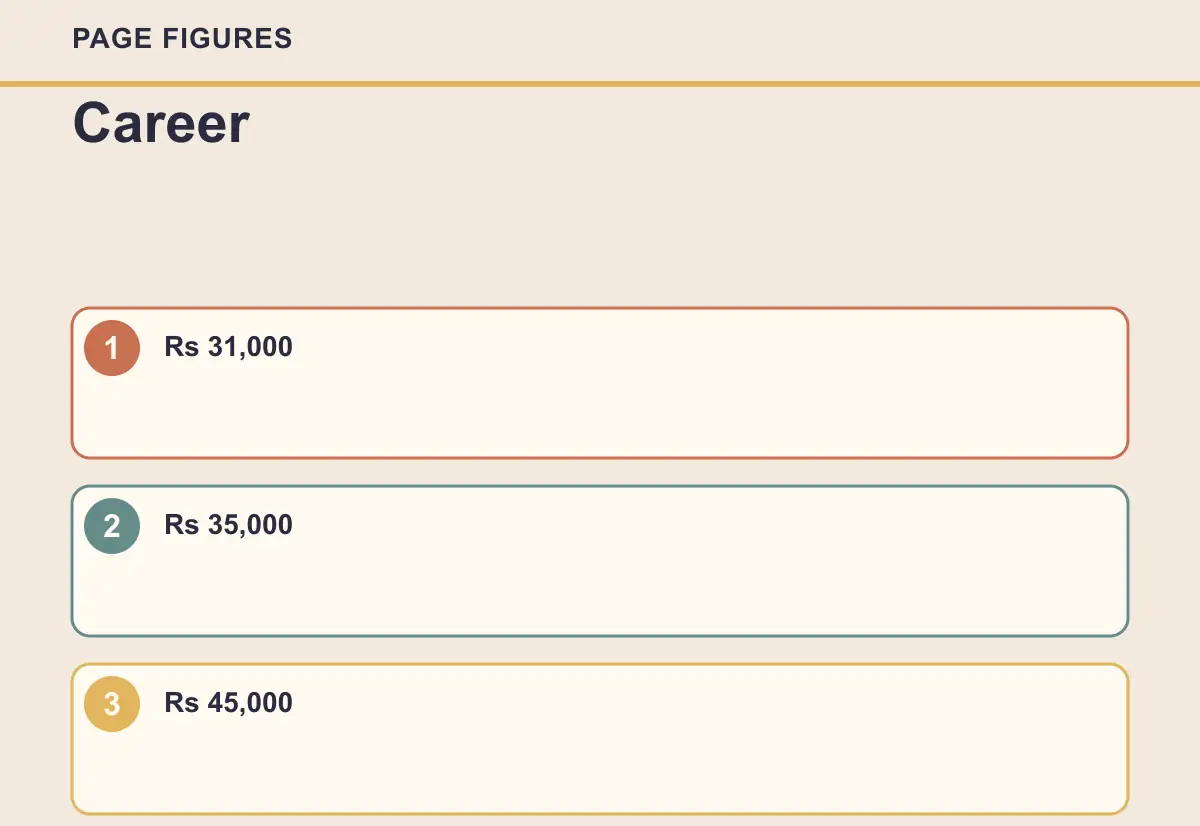 PAGE FIGURES
Career
1 Rs 31,000
2 Rs 35,000
3 Rs 45,000